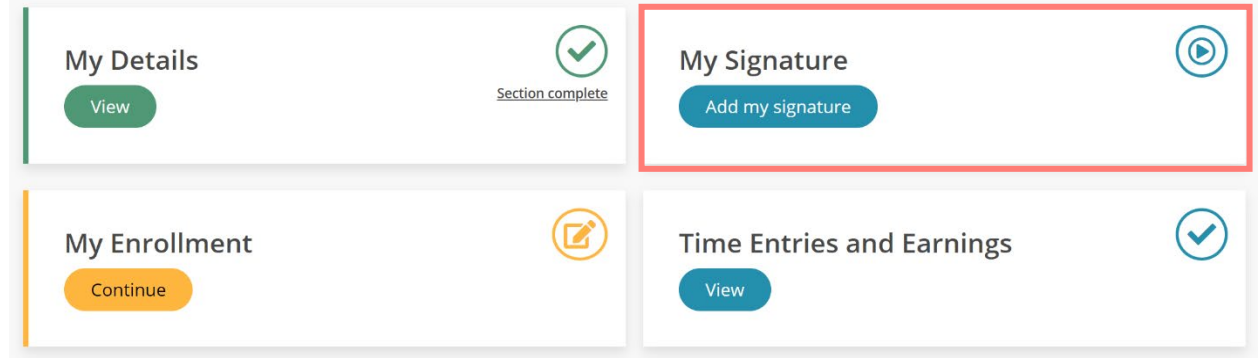 My Details
View
Section complete
My Signature
Add my signature
My Enrollment
Continue
Time Entries and Earnings
View